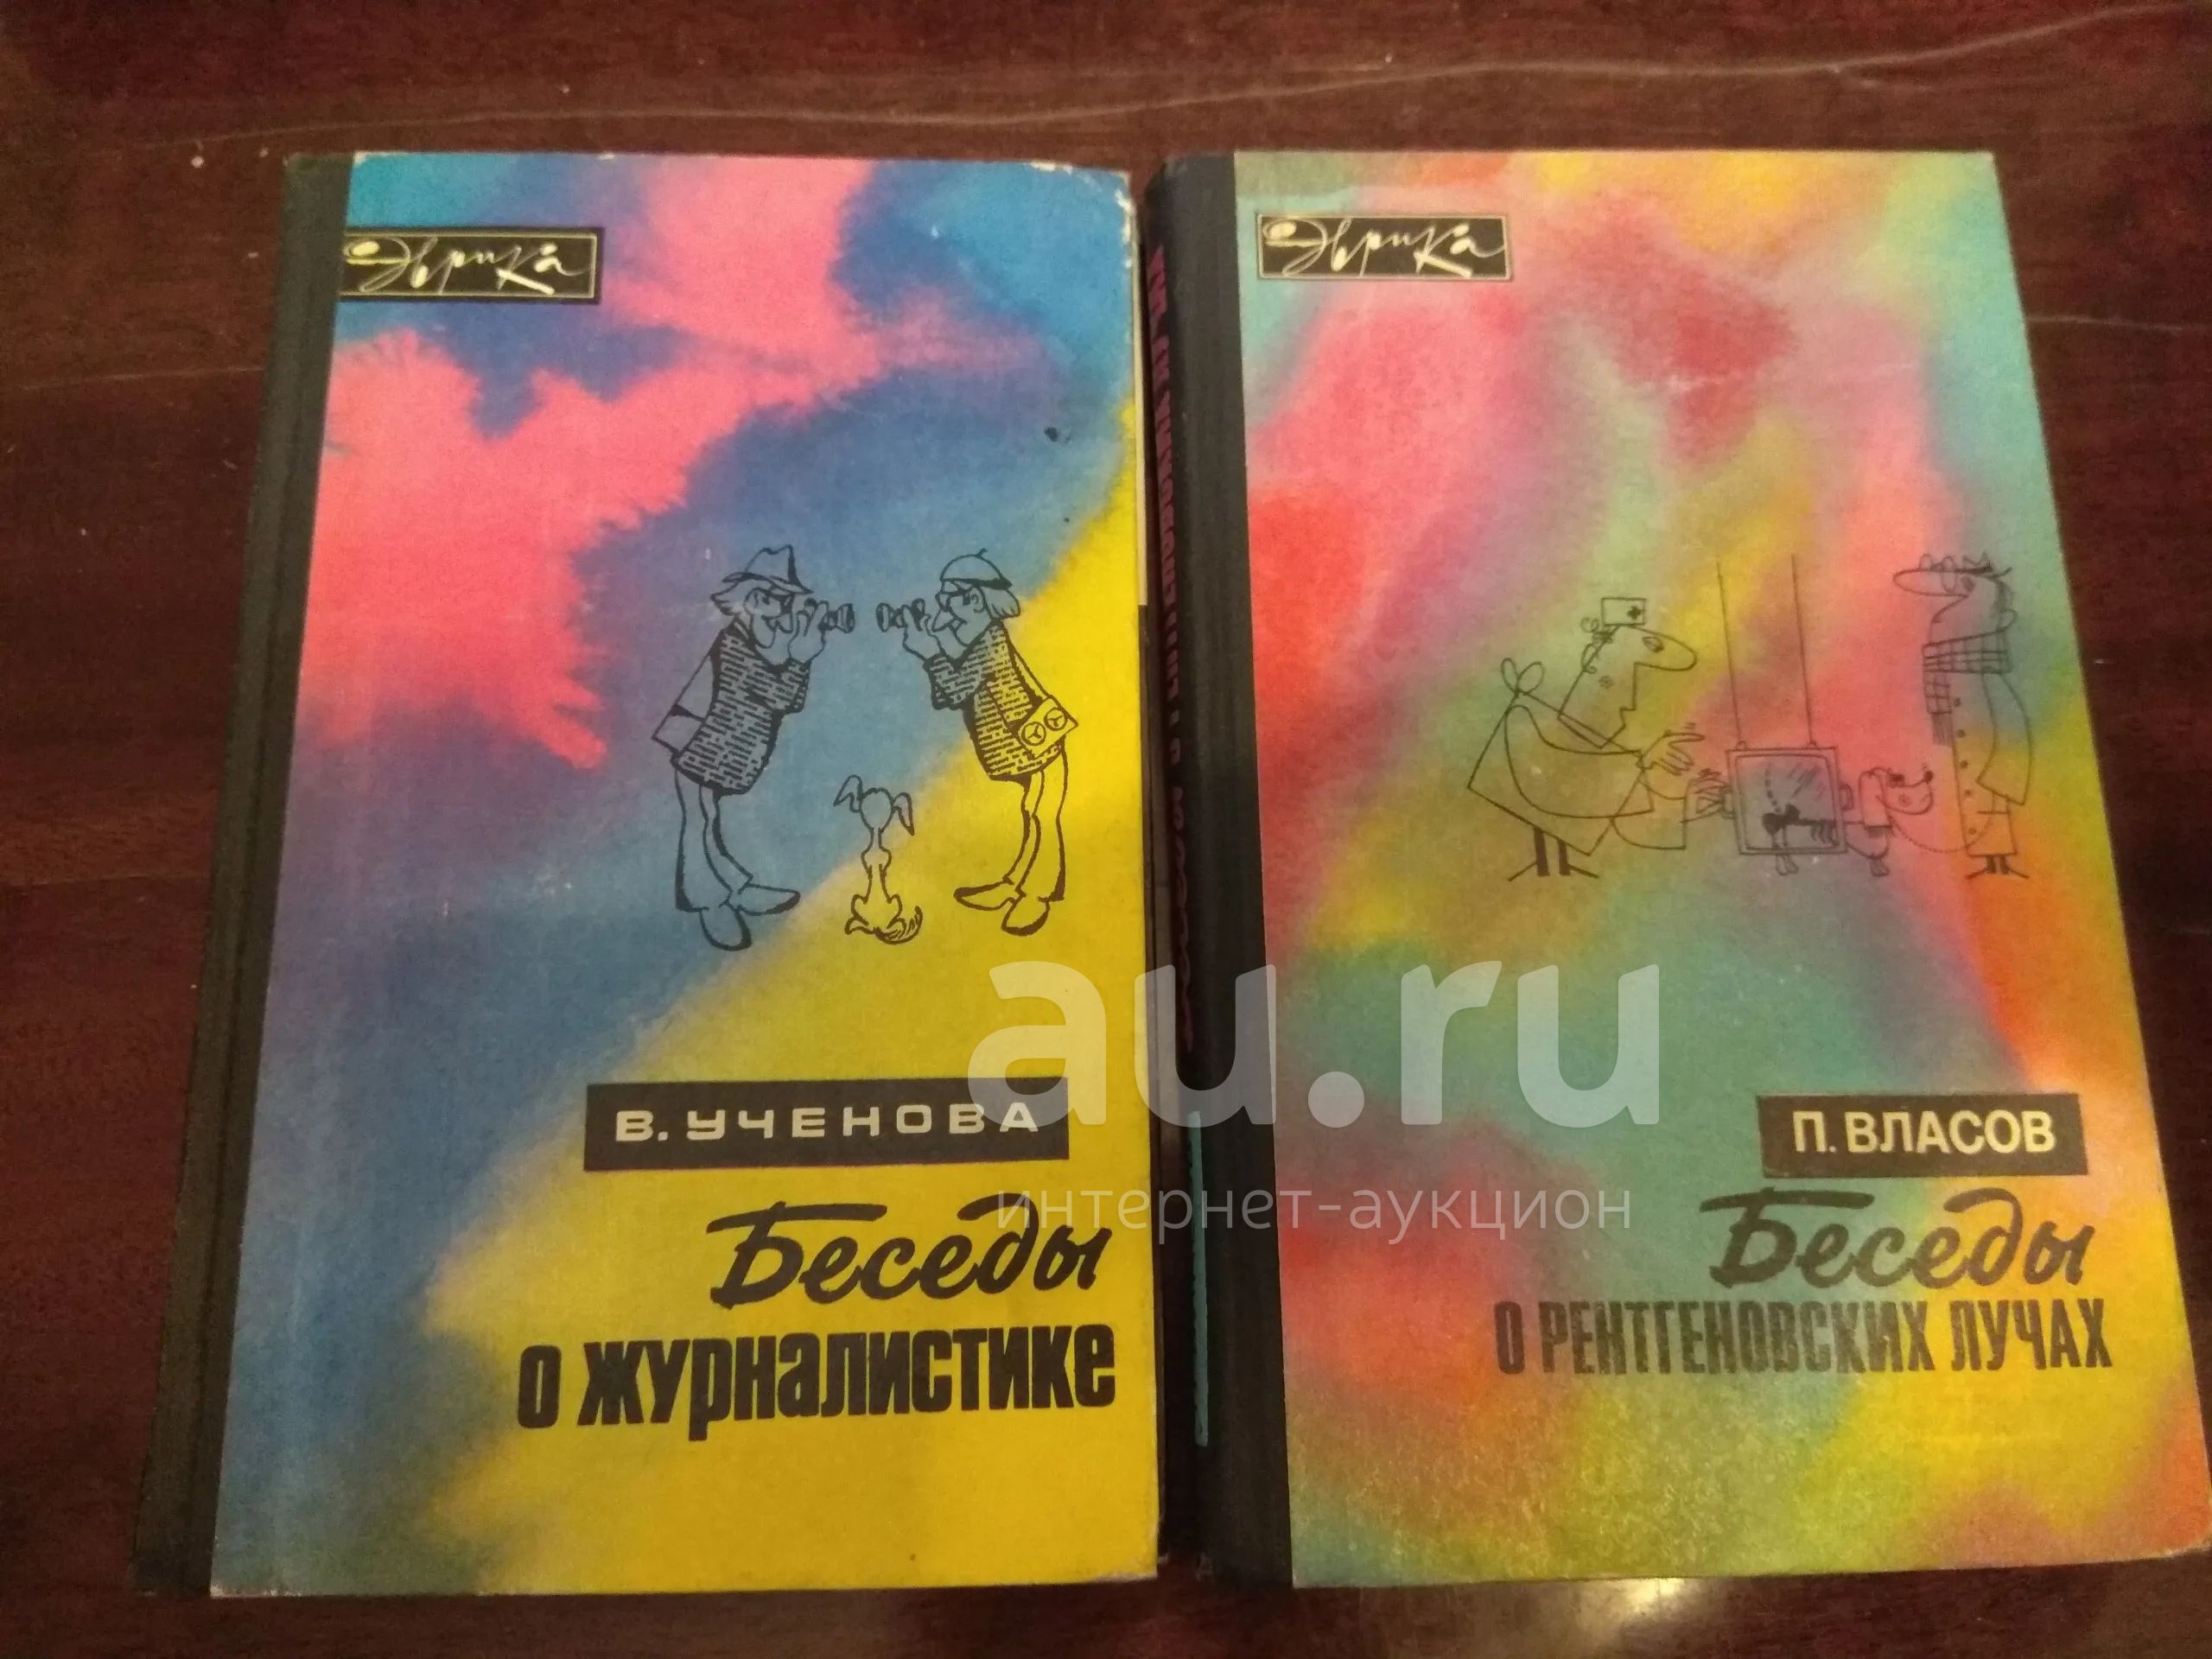 Эврика
В. УЧЕНОВА
Беседы
о журналистике
Эврика
П. ВЛАСОВ
Беседы
О РЕНТГЕНОВСКИХ ЛУЧАХ
au.ru
интернет-аукцион